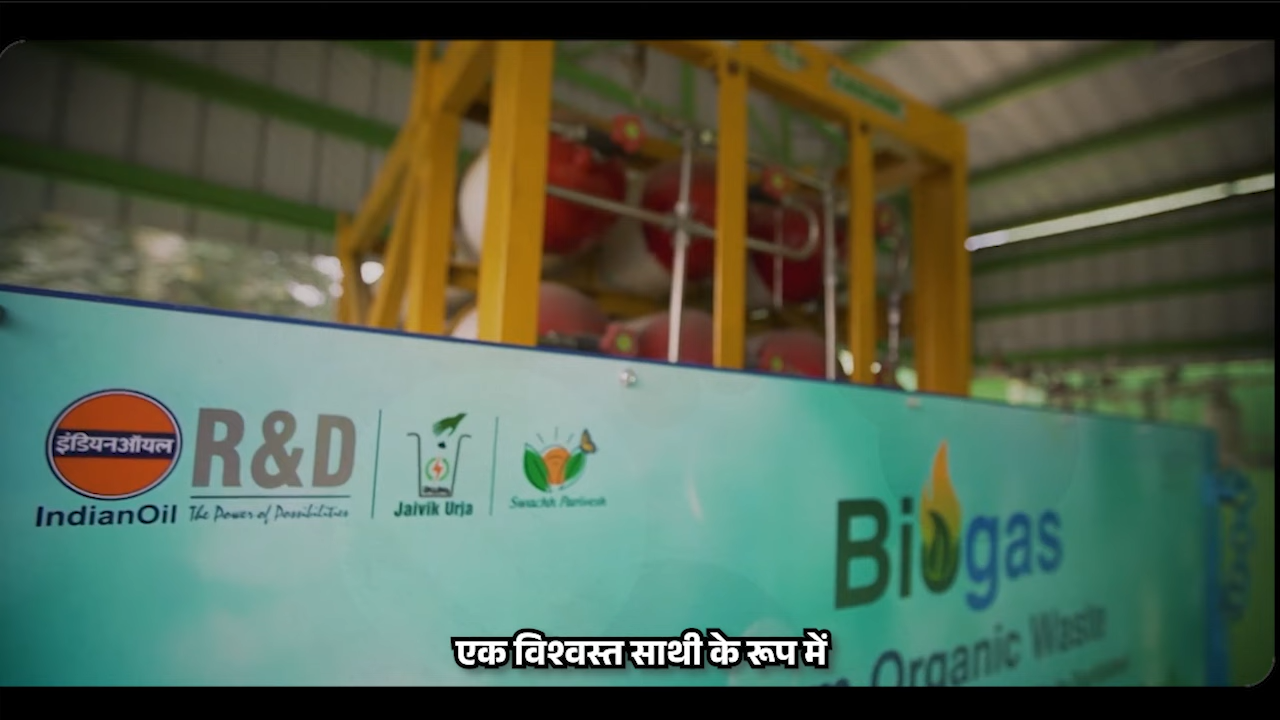 इंडियनऑयल
IndianOil
R&D
The Power of Possibilities
Jaivik Urja
Swachh Parivesh
Biogas
Organic Waste
एक विश्वस्त साथी के रूप में